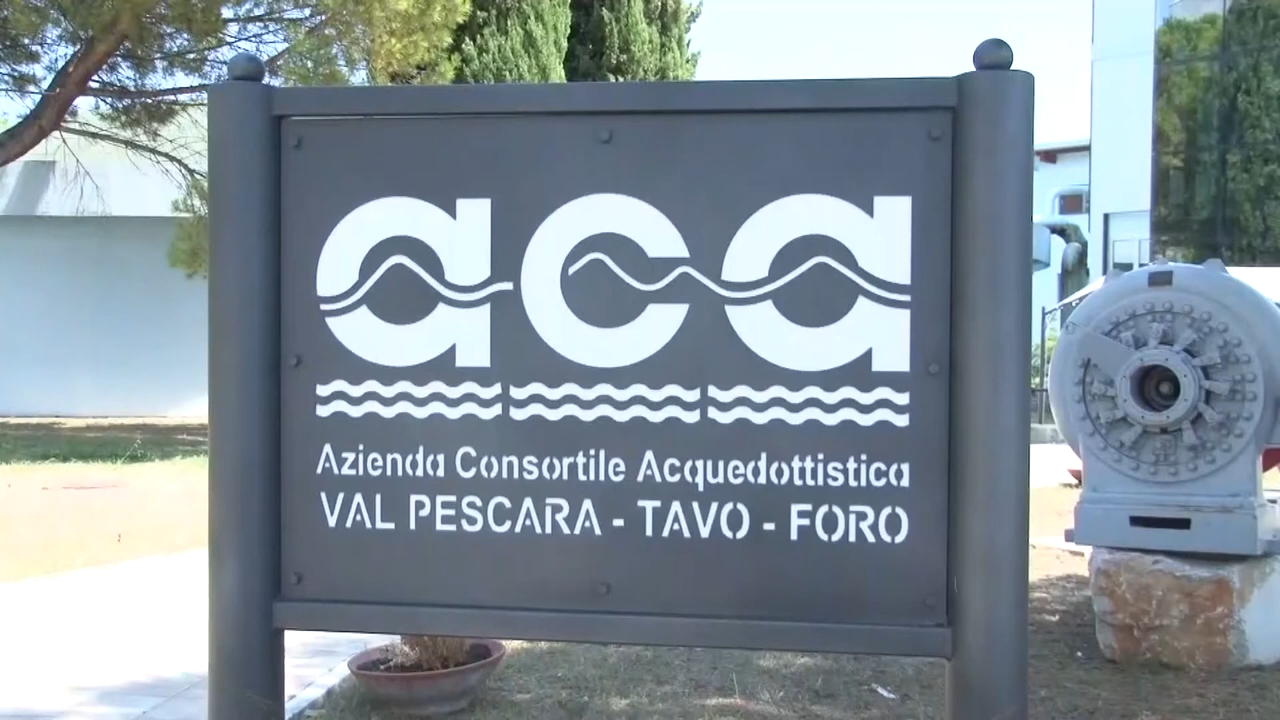 aca
Azienda Consortile Acquedottistica
VAL PESCARA - TAVO - FORO